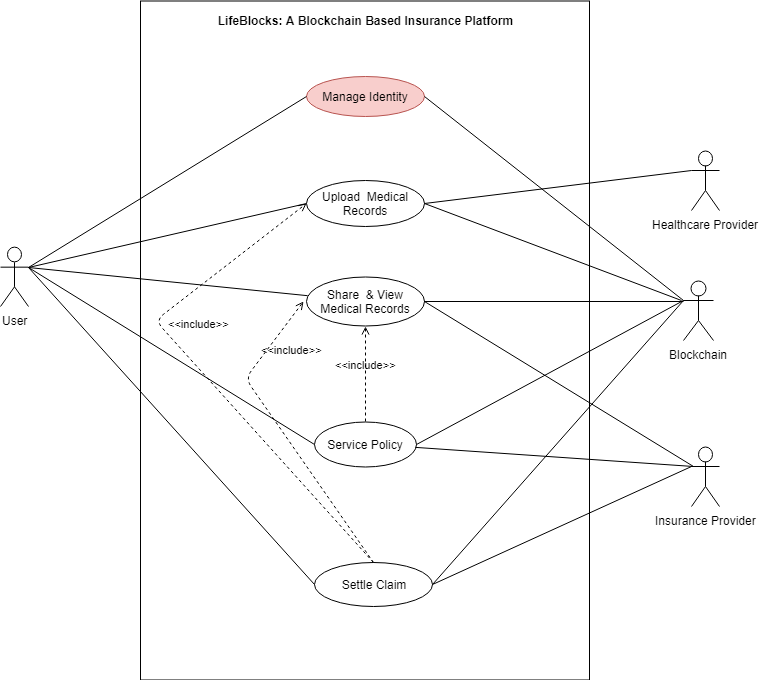 LifeBlocks: A Blockchain Based Insurance Platform
Manage Identity
Upload Medical
Records
Healthcare Provider
Share & View
Medical Records
User
<<include>>
<<include>>
<<include>>
Blockchain
Service Policy
Insurance Provider
Settle Claim